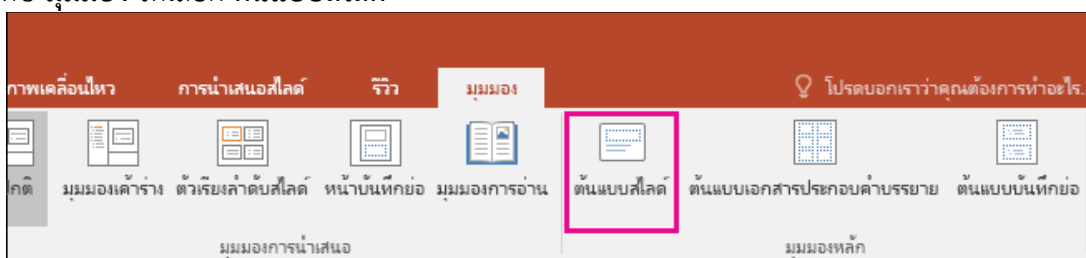 ภาพเคลื่อนไหว การนำเสนอสไลด์ รีวิว มุมมอง โปรดบอกเราว่าคุณต้องการทำอะไร...
มุมมองเค้าร่าง ตัวเรียงลำดับสไลด์ หน้าบันทึกย่อ มุมมองการอ่าน ต้นแบบสไลด์ ต้นแบบเอกสารประกอบคำบรรยาย ต้นแบบบันทึกย่อ
มุมมองการนำเสนอ มุมมองหลัก